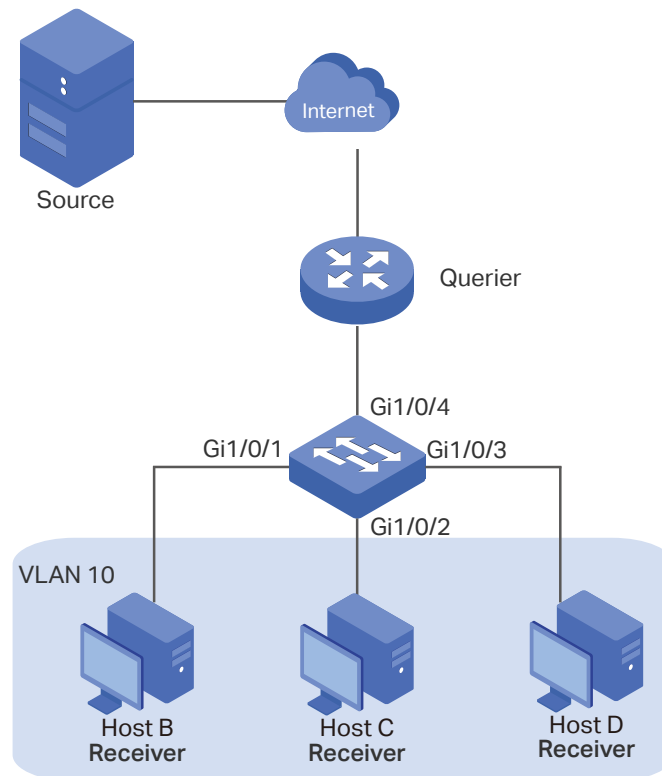 Internet
Source
Querier
Gi1/0/4
Gi1/0/1
Gi1/0/3
Gi1/0/2
VLAN 10
Host B
Receiver
Host C
Receiver
Host D
Receiver